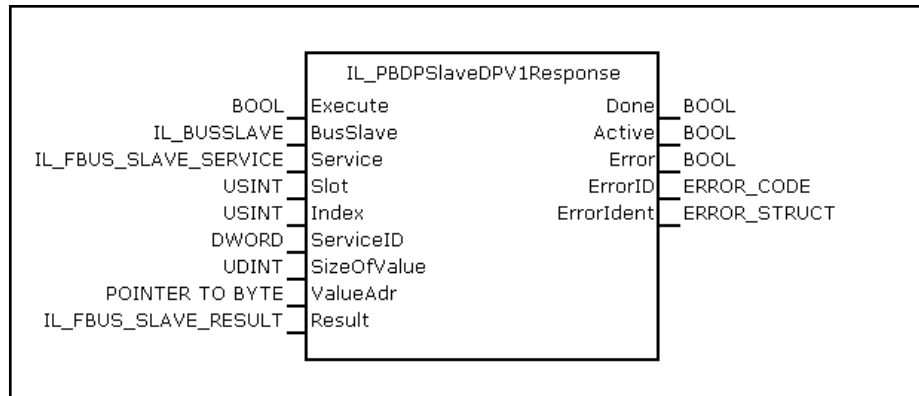 IL_PBDPSlaveDPV1Response
BOOL Execute Done BOOL
IL_BUSSLAVE BusSlave Active BOOL
IL_FBUS_SLAVE_SERVICE Service Error BOOL
USINT Slot ErrorID ERROR_CODE
USINT Index ErrorIdent ERROR_STRUCT
DWORD ServiceID
UDINT SizeOfValue
POINTER TO BYTE ValueAdr
IL_FBUS_SLAVE_RESULT Result